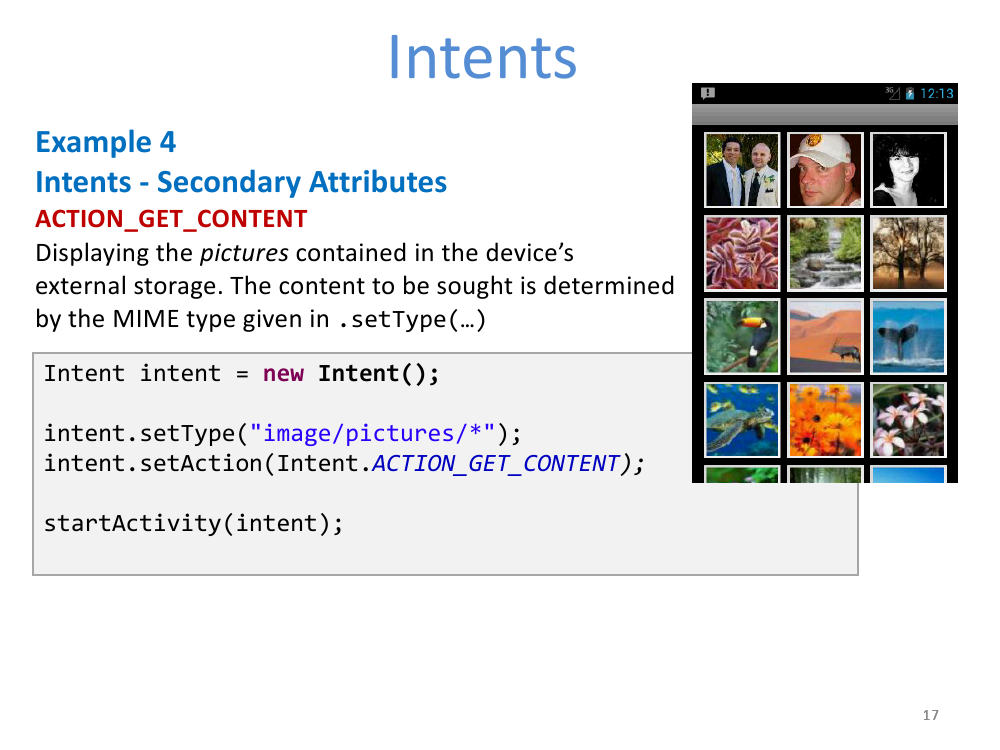 Intents
3G 12:13
Example 4
Intents - Secondary Attributes
ACTION_GET_CONTENT
Displaying the pictures contained in the device’s
external storage. The content to be sought is determined
by the MIME type given in .setType(…)
Intent intent = new Intent();
intent.setType("image/pictures/*");
intent.setAction(Intent.ACTION_GET_CONTENT);
startActivity(intent);
17